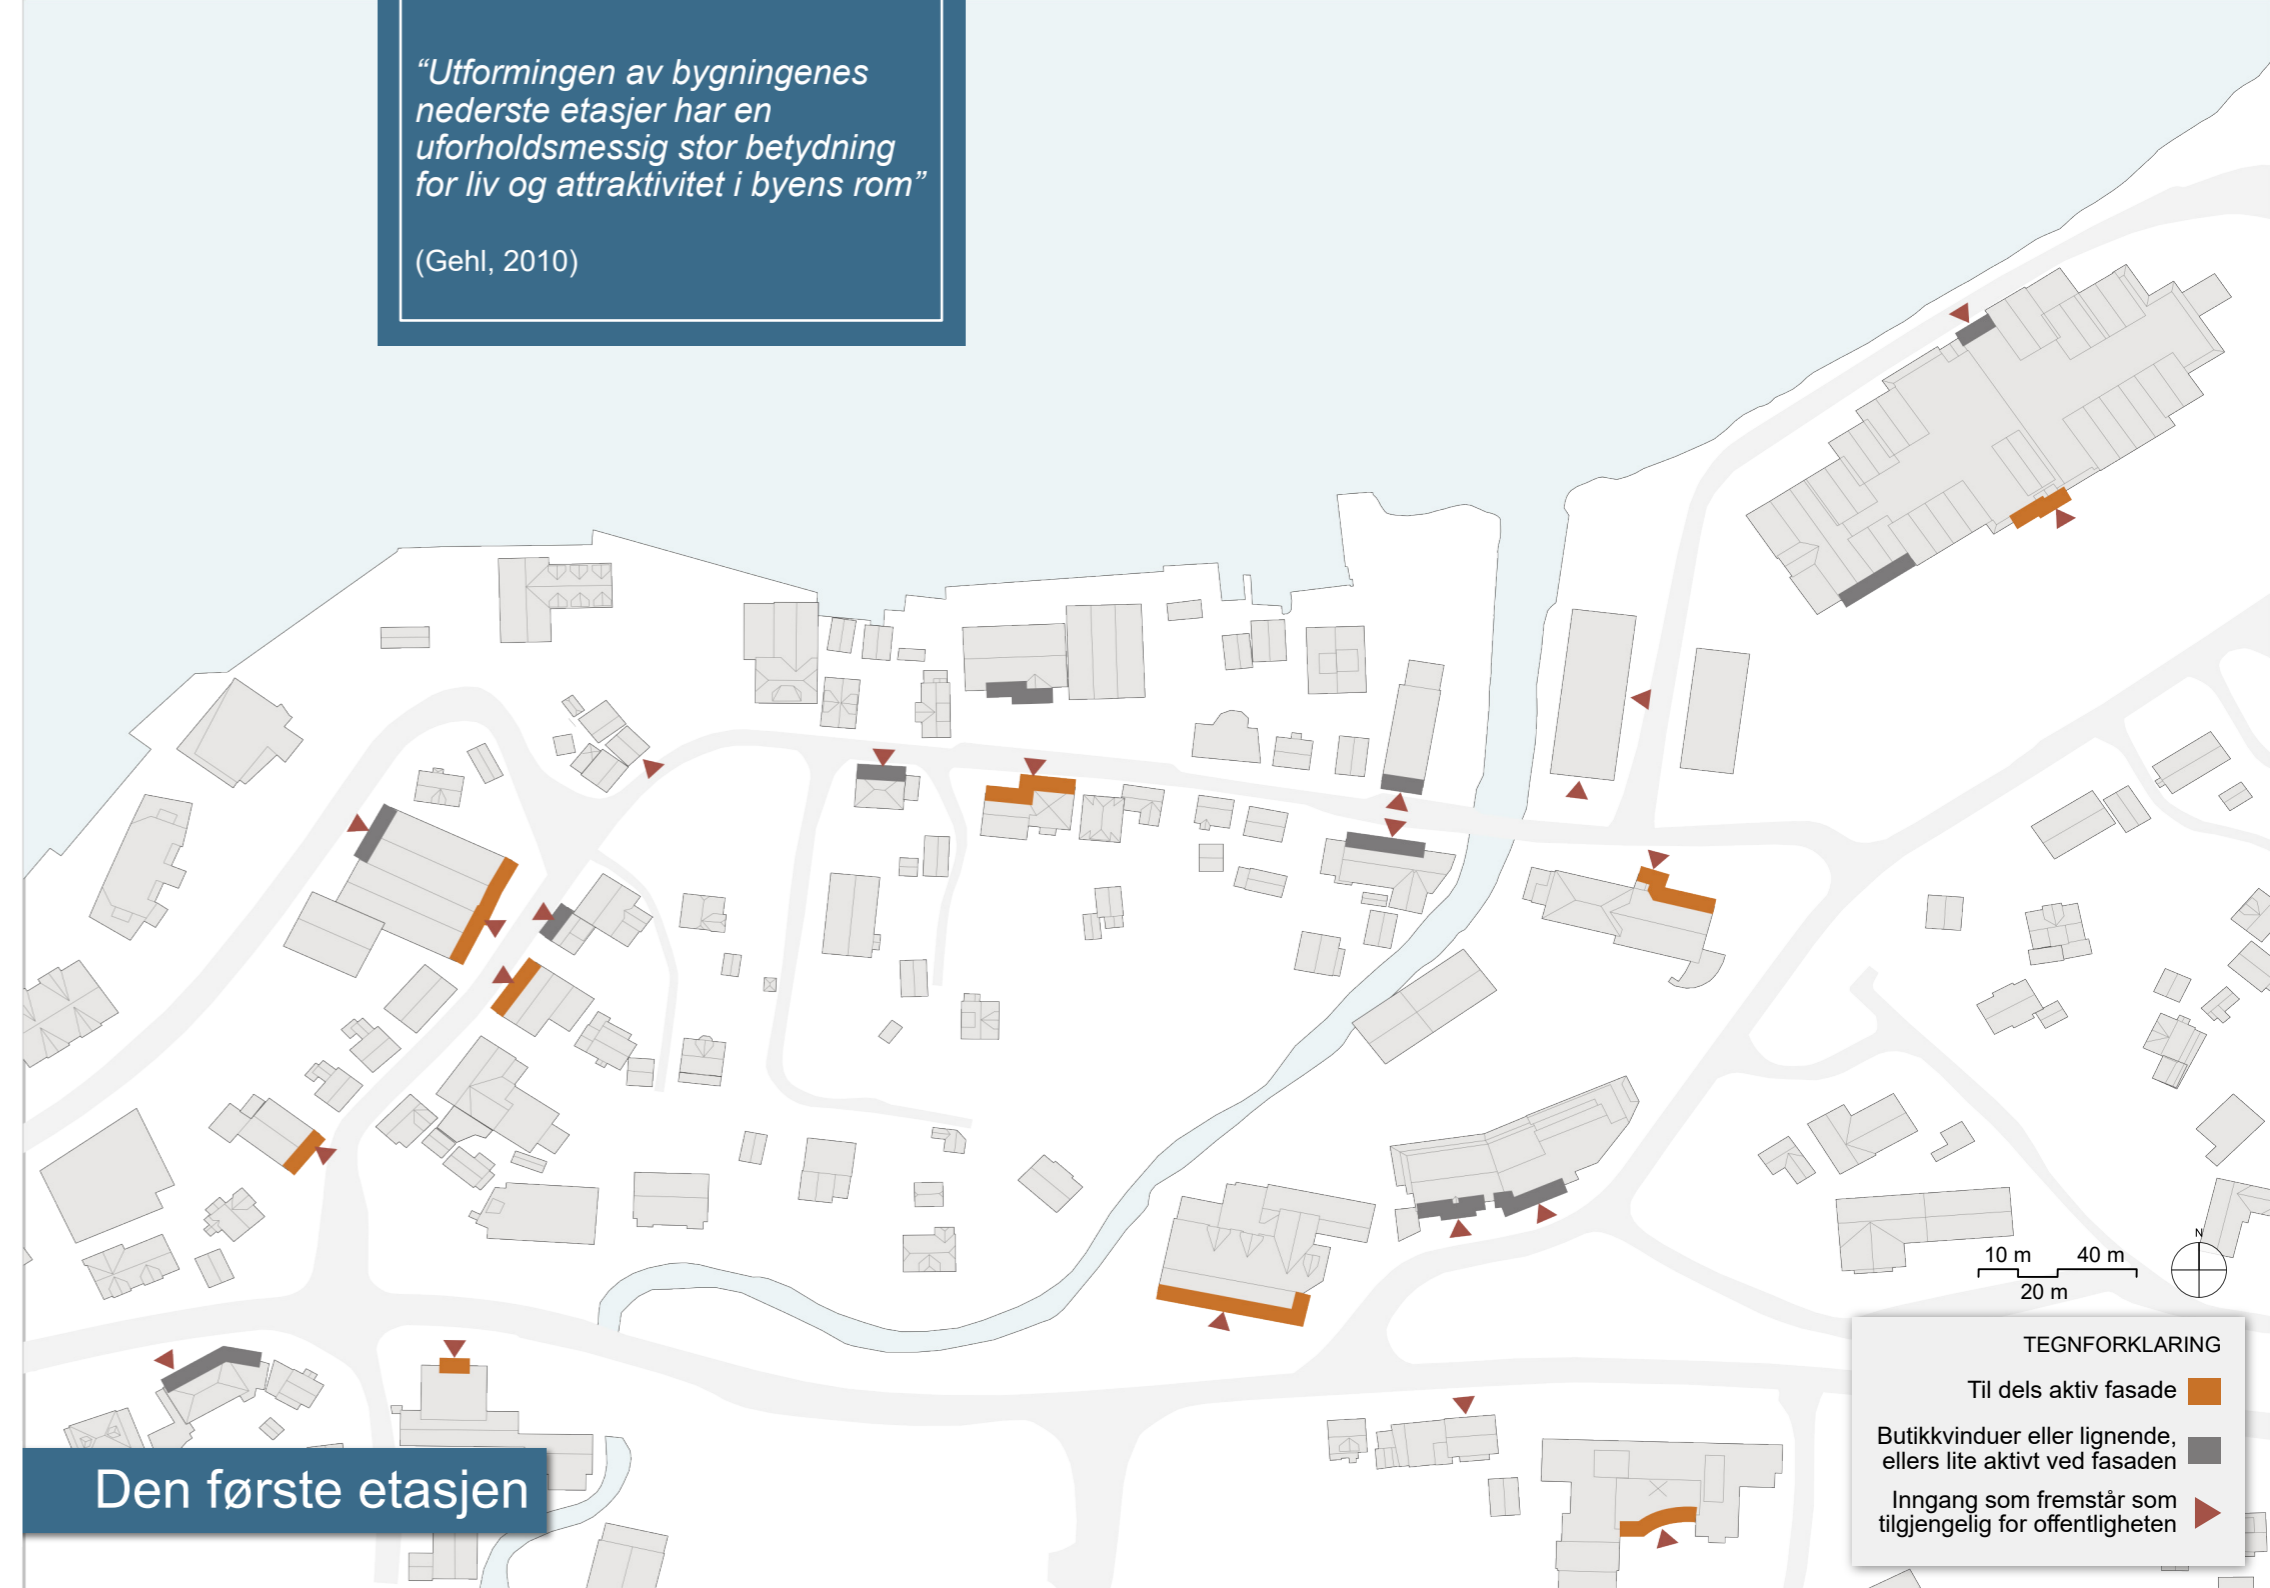 “Utformingen av bygningenes
nederste etasjer har en
uforholdsmessig stor betydning
for liv og attraktivitet i byens rom”
(Gehl, 2010)
N
10 m 40 m
20 m
TEGNFORKLARING
Til dels aktiv fasade
Butikkvinduer eller lignende,
ellers lite aktivt ved fasaden
Inngang som fremstår som
tilgjengelig for offentligheten
Den første etasjen